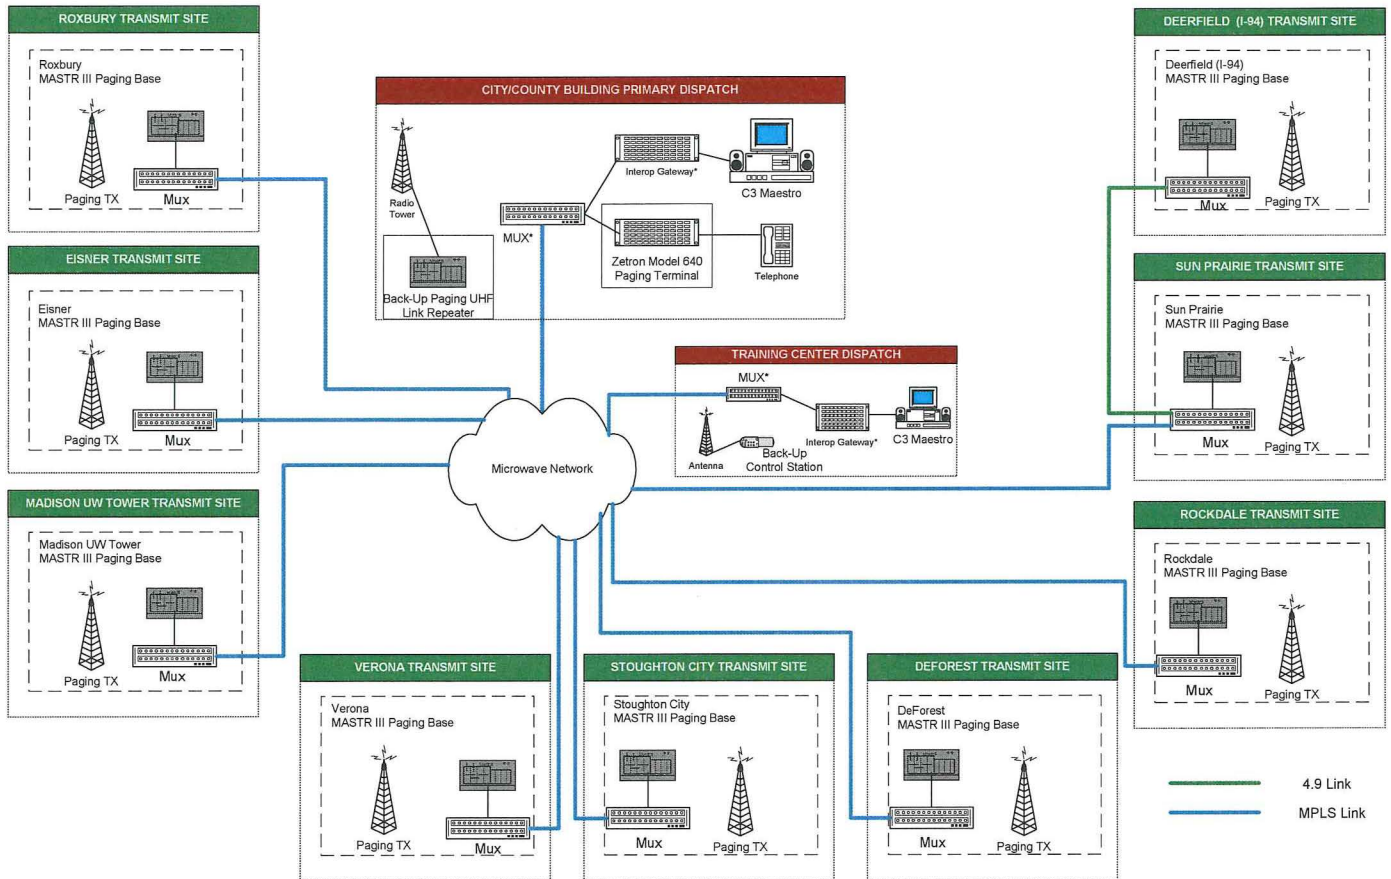 ROXBURY TRANSMIT SITE
Roxbury
MASTR III Paging Base
Paging TX
Mux
EISNER TRANSMIT SITE
Eisner
MASTR III Paging Base
Paging TX
Mux
MADISON UW TOWER TRANSMIT SITE
Madison UW Tower
MASTR III Paging Base
Paging TX
Mux
CITY/COUNTY BUILDING PRIMARY DISPATCH
Radio
Tower
Back-Up Paging UHF
Link Repeater
MUX*
Interop Gateway*
C3 Maestro
Zetron Model 640
Paging Terminal
Telephone
TRAINING CENTER DISPATCH
MUX*
Antenna
Back-Up
Control Station
Interop Gateway*
C3 Maestro
Microwave Network
VERONA TRANSMIT SITE
Verona
MASTR III Paging Base
Paging TX
Mux
STOUGHTON CITY TRANSMIT SITE
Stoughton City
MASTR III Paging Base
Mux
Paging TX
DEFOREST TRANSMIT SITE
DeForest
MASTR III Paging Base
Mux
Paging TX
DEERFIELD (I-94) TRANSMIT SITE
Deerfield (I-94)
MASTR III Paging Base
Mux
Paging TX
SUN PRAIRIE TRANSMIT SITE
Sun Prairie
MASTR III Paging Base
Mux
Paging TX
ROCKDALE TRANSMIT SITE
Rockdale
MASTR III Paging Base
Mux
Paging TX
4.9 Link
MPLS Link